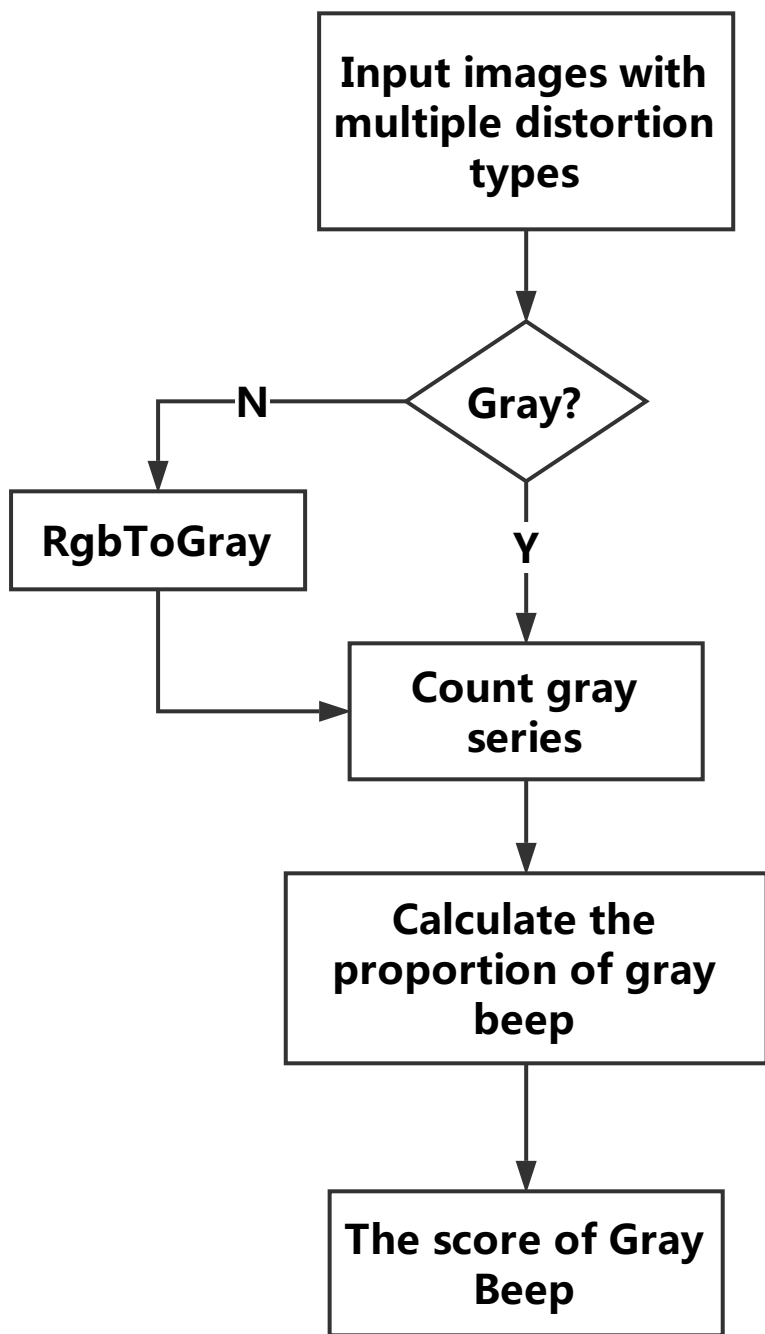 Input images with
multiple distortion
types
Gray?
N
RgbToGray
Y
Count gray
series
Calculate the
proportion of gray
beep
The score of Gray
Beep